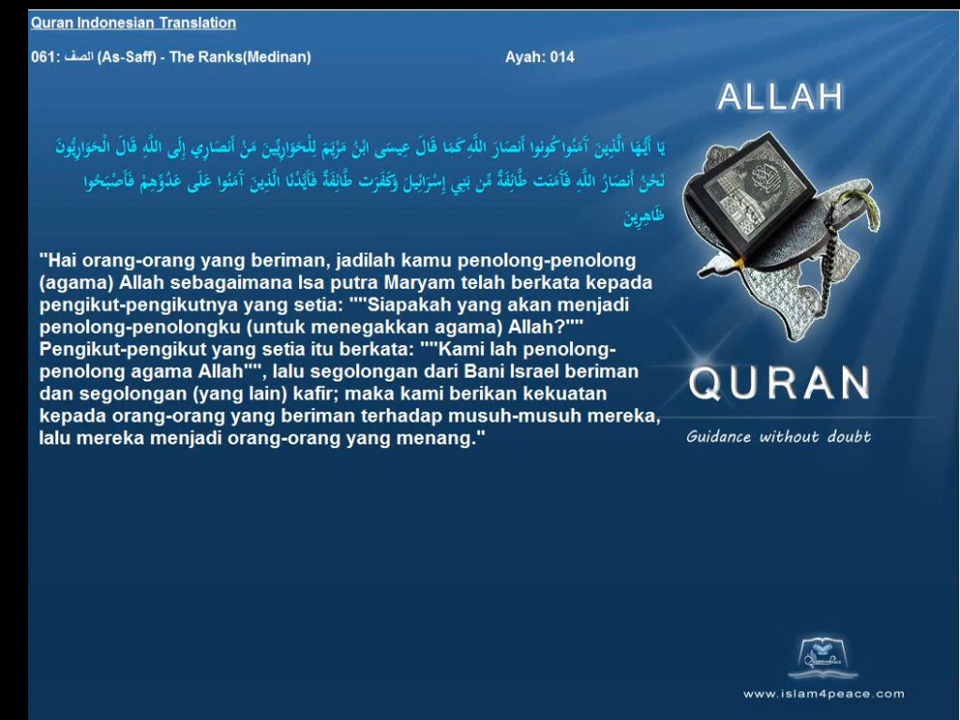 Quran Indonesian Translation
061: الصف (As-Saff) - The Ranks(Medinan)
Ayah: 014
ALLAH
يَا أَيُّهَا الَّذِينَ آمَنُوا كُونوا أَنصَارَ اللَّهِ كَمَا قَالَ عِيسَى ابْنُ مَرْيَمَ لِلْحَوَارِيِّينَ مَنْ أَنصَارِي إِلَى اللَّهِ قَالَ الْحَوَارِيُّونَ
نَحْنُ أَنصَارُ اللَّهِ فَآمَنَت طَّائِفَةٌ مِّن بَنِي إِسْرَائِيلَ وَكَفَرَت طَّائِفَةٌ فَأَيَّدْنَا الَّذِينَ آمَنُوا عَلَى عَدُوِّهِمْ فَأَصْبَحُوا
ظَاهِرِينَ
"Hai orang-orang yang beriman, jadilah kamu penolong-penolong
(agama) Allah sebagaimana Isa putra Maryam telah berkata kepada
pengikut-pengikutnya yang setia: ""Siapakah yang akan menjadi
penolong-penolongku (untuk menegakkan agama) Allah?""
Pengikut-pengikut yang setia itu berkata: ""Kami lah penolong-
penolong agama Allah"", lalu segolongan dari Bani Israel beriman
dan segolongan (yang lain) kafir; maka kami berikan kekuatan
kepada orang-orang yang beriman terhadap musuh-musuh mereka,
lalu mereka menjadi orang-orang yang menang."
QURAN
Guidance without doubt
www.islam4peace.com